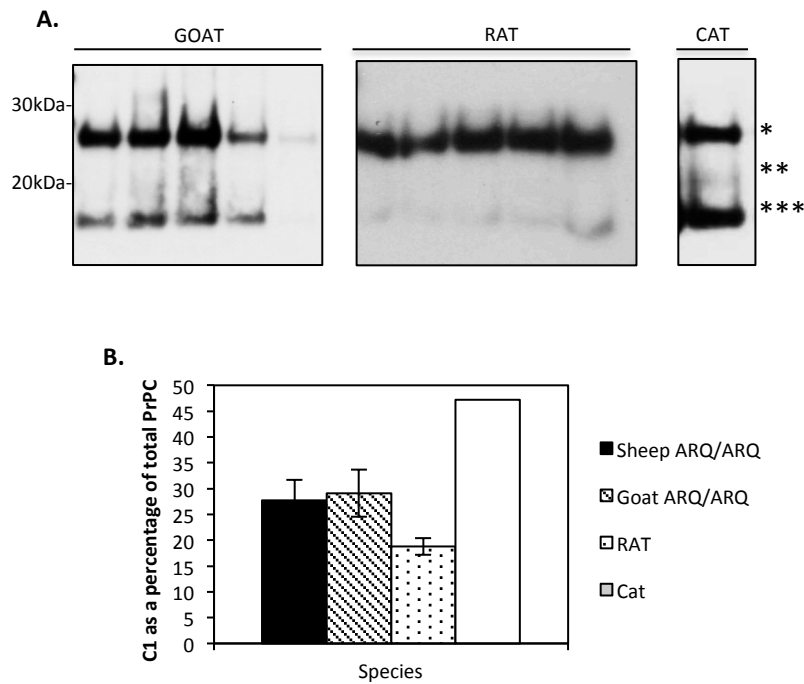 A.
GOAT
RAT
CAT
30kDa-
20kDa-
*
**
***
B.
C1 as a percentage of total PrPC
50
45
40
35
30
25
20
15
10
5
0
Species
Sheep ARQ/ARQ
Goat ARQ/ARQ
RAT
Cat